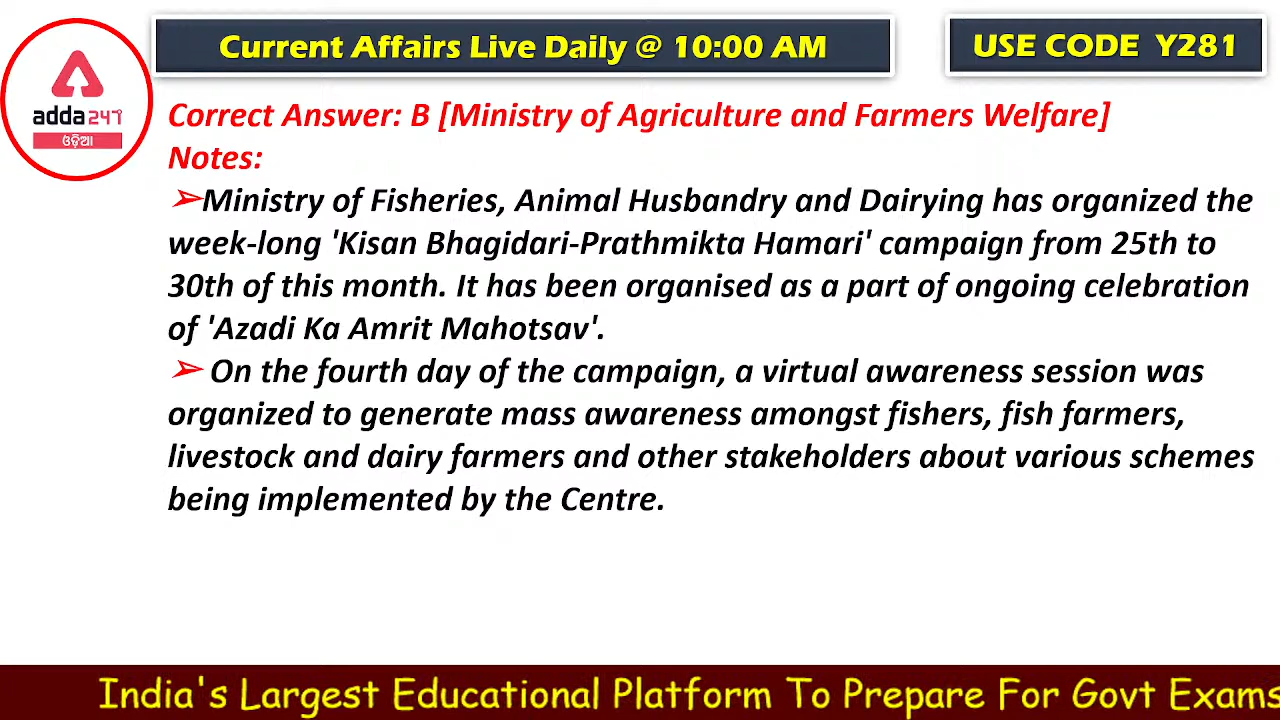 Current Affairs Live Daily @ 10:00 AM
USE CODE Y281
adda247
ଓଡ଼ିଆ
Correct Answer: B [Ministry of Agriculture and Farmers Welfare]
Notes:
➢Ministry of Fisheries, Animal Husbandry and Dairying has organized the
week-long 'Kisan Bhagidari-Prathmikta Hamari' campaign from 25th to
30th of this month. It has been organised as a part of ongoing celebration
of 'Azadi Ka Amrit Mahotsav'.
➢ On the fourth day of the campaign, a virtual awareness session was
organized to generate mass awareness amongst fishers, fish farmers,
livestock and dairy farmers and other stakeholders about various schemes
being implemented by the Centre.
India's Largest Educational Platform To Prepare For Govt Exams